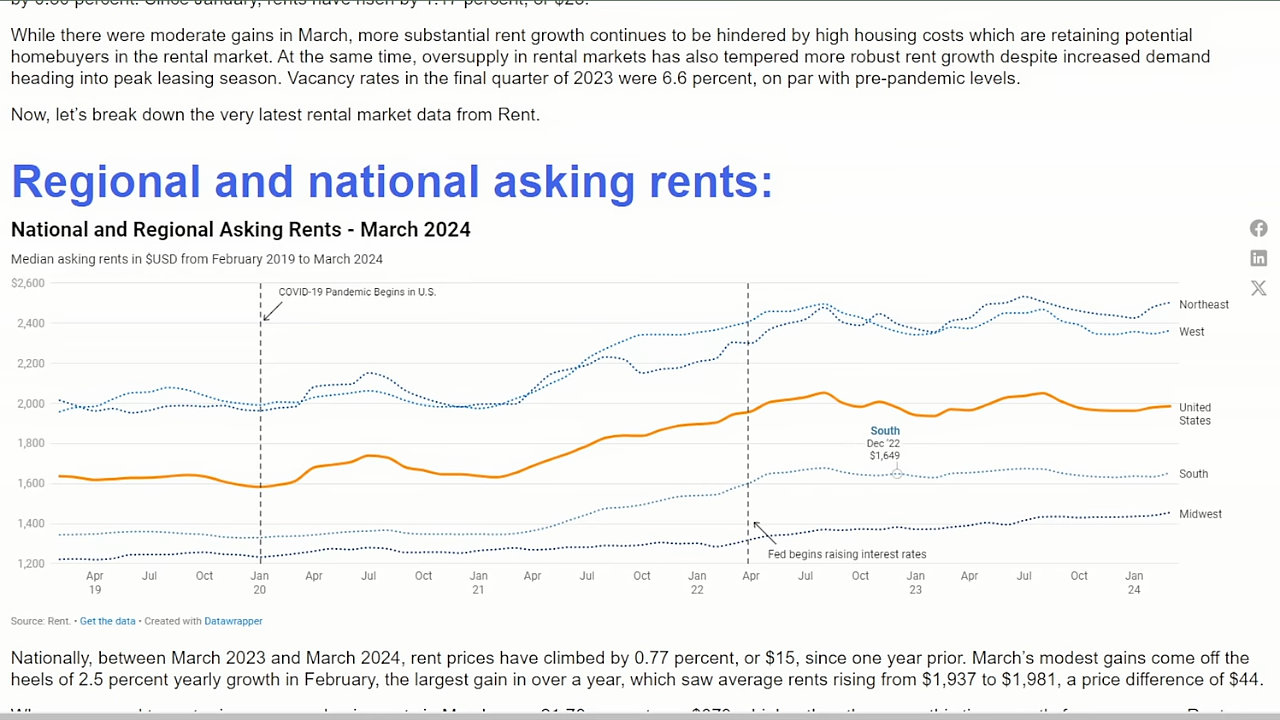 While there were moderate gains in March, more substantial rent growth continues to be hindered by high housing costs which are retaining potential
homebuyers in the rental market. At the same time, oversupply in rental markets has also tempered more robust rent growth despite increased demand
heading into peak leasing season. Vacancy rates in the final quarter of 2023 were 6.6 percent, on par with pre-pandemic levels.
Now, let's break down the very latest rental market data from Rent.
Regional and national asking rents:
National and Regional Asking Rents - March 2024
Median asking rents in $USD from February 2019 to March 2024
$2,600
COVID-19 Pandemic Begins in U.S.
Northeast
2,400
West
2,200
2,000
United
States
South
Dec '22
$1,649
1,800
South
1,600
Midwest
1,400
Fed begins raising interest rates
1,200
Apr Jul Oct Jan Apr Jul Oct Jan Apr Jul Oct Jan Apr Jul Oct Jan Apr Jul Oct Jan
19 20 21 22 23 24
Source: Rent. • Get the data • Created with Datawrapper
Nationally, between March 2023 and March 2024, rent prices have climbed by 0.77 percent, or $15, since one year prior. March's modest gains come off the
heels of 2.5 percent yearly growth in February, the largest gain in over a year, which saw average rents rising from $1,937 to $1,981, a price difference of $44.